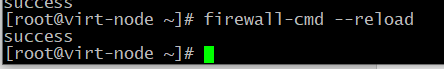 success
[root@virt-node ~]# firewall-cmd --reload
success
[root@virt-node ~]#